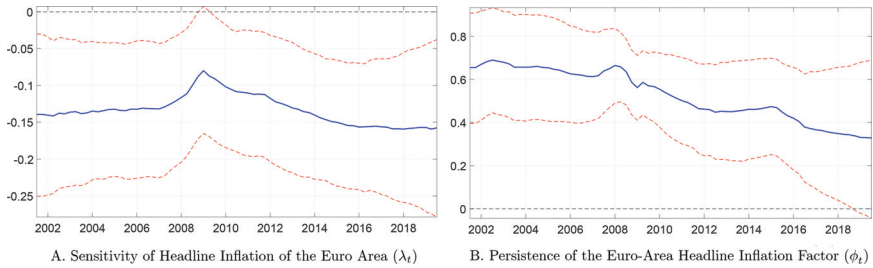 0
-0.05
-0.1
-0.15
-0.2
-0.25
2002 2004 2006 2008 2010 2012 2014 2016 2018
A. Sensitivity of Headline Inflation of the Euro Area (λt)
0.8
0.6
0.4
0.2
0
2002 2004 2006 2008 2010 2012 2014 2016 2018
B. Persistence of the Euro-Area Headline Inflation Factor (ϕt)